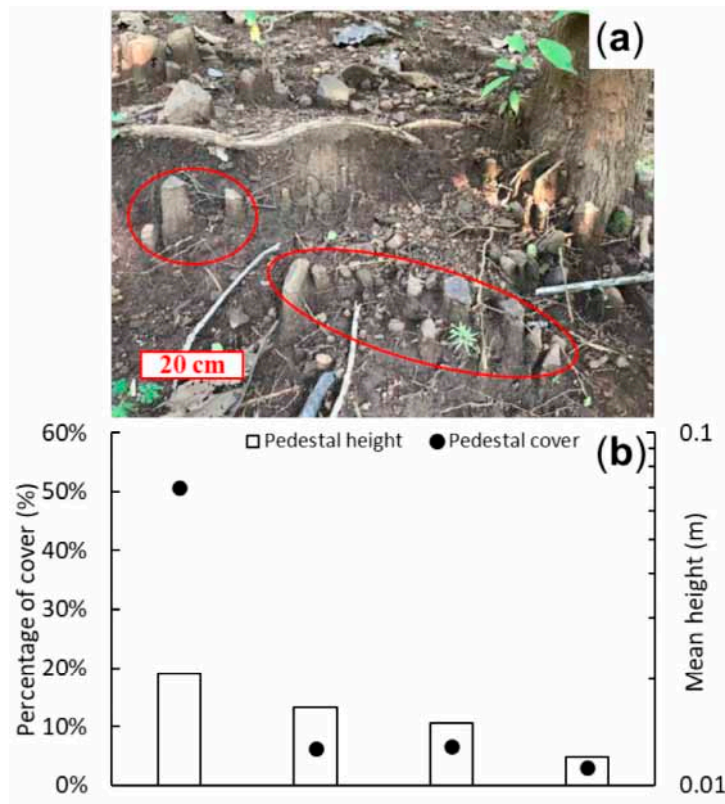 (a)
20 cm
(b)
Pedestal height
Pedestal cover
Percentage of cover (%)
60%
50%
40%
30%
20%
10%
0%
0.1
0.01
Mean height (m)